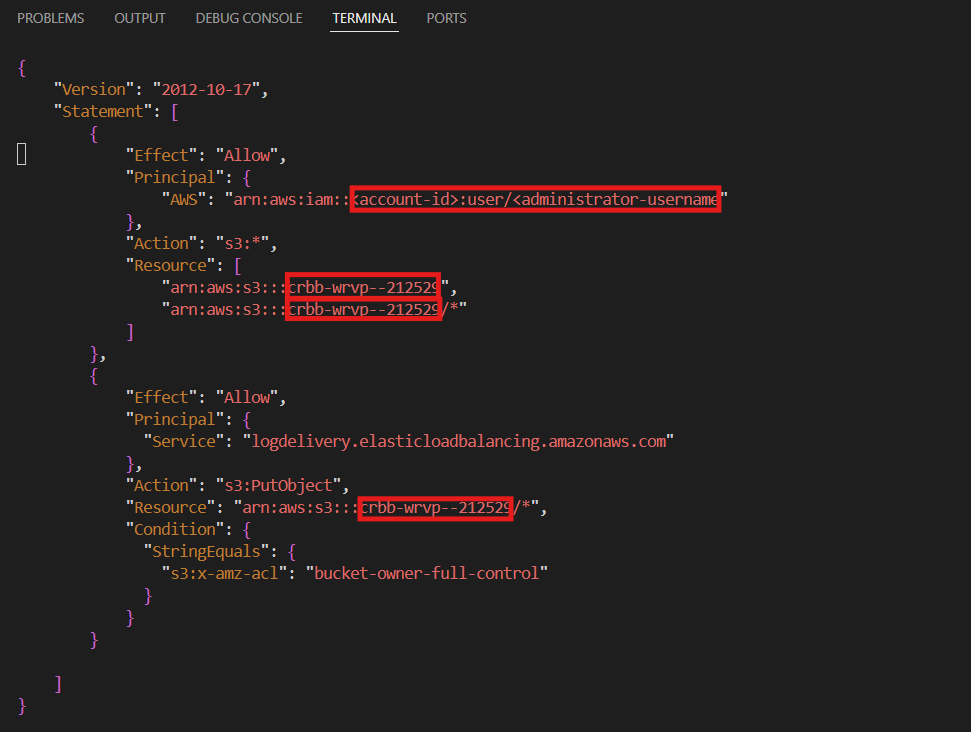 PROBLEMS OUTPUT DEBUG CONSOLE TERMINAL PORTS
{
    "Version": "2012-10-17",
    "Statement": [
        {
            "Effect": "Allow",
            "Principal": {
                "AWS": "arn:aws:iam::<account-id>:user/<administrator-username"
            },
            "Action": "s3:*",
            "Resource": [
                "arn:aws:s3:::crbb-wrvp--212529",
                "arn:aws:s3:::crbb-wrvp--212529/*"
            ]
        },
        {
            "Effect": "Allow",
            "Principal": {
              "Service": "logdelivery.elasticloadbalancing.amazonaws.com"
            },
            "Action": "s3:PutObject",
            "Resource": "arn:aws:s3:::crbb-wrvp--212529/*",
            "Condition": {
              "StringEquals": {
                "s3:x-amz-acl": "bucket-owner-full-control"
              }
            }
        }
    ]
}